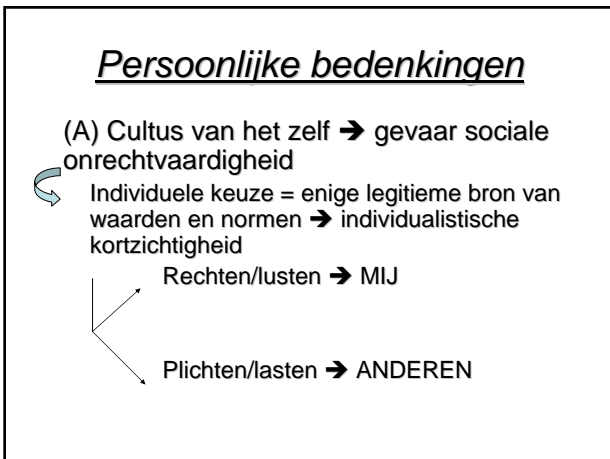 Persoonlijke bedenkingen
(A) Cultus van het zelf ➔ gevaar sociale
onrechtvaardigheid
Individuele keuze = enige legitieme bron van
waarden en normen ➔ individualistische
kortzichtigheid
Rechten/lusten ➔ MIJ
Plichten/lasten ➔ ANDEREN